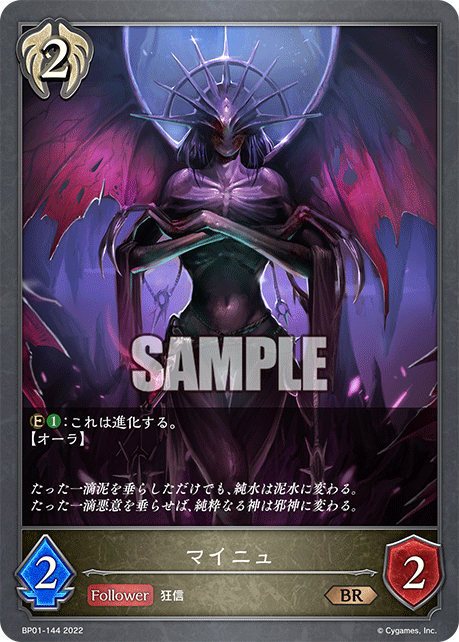 2
SAMPLE
E 1:これは進化する。
【オーラ】
たった一滴泥を垂らしただけでも、純水は泥水に変わる。
たった一滴悪意を垂らせば、純粋なる神は邪神に変わる。
マイニュ
2
Follower 狂信
BR
2
BP01-144 2022
© Cygames, Inc.